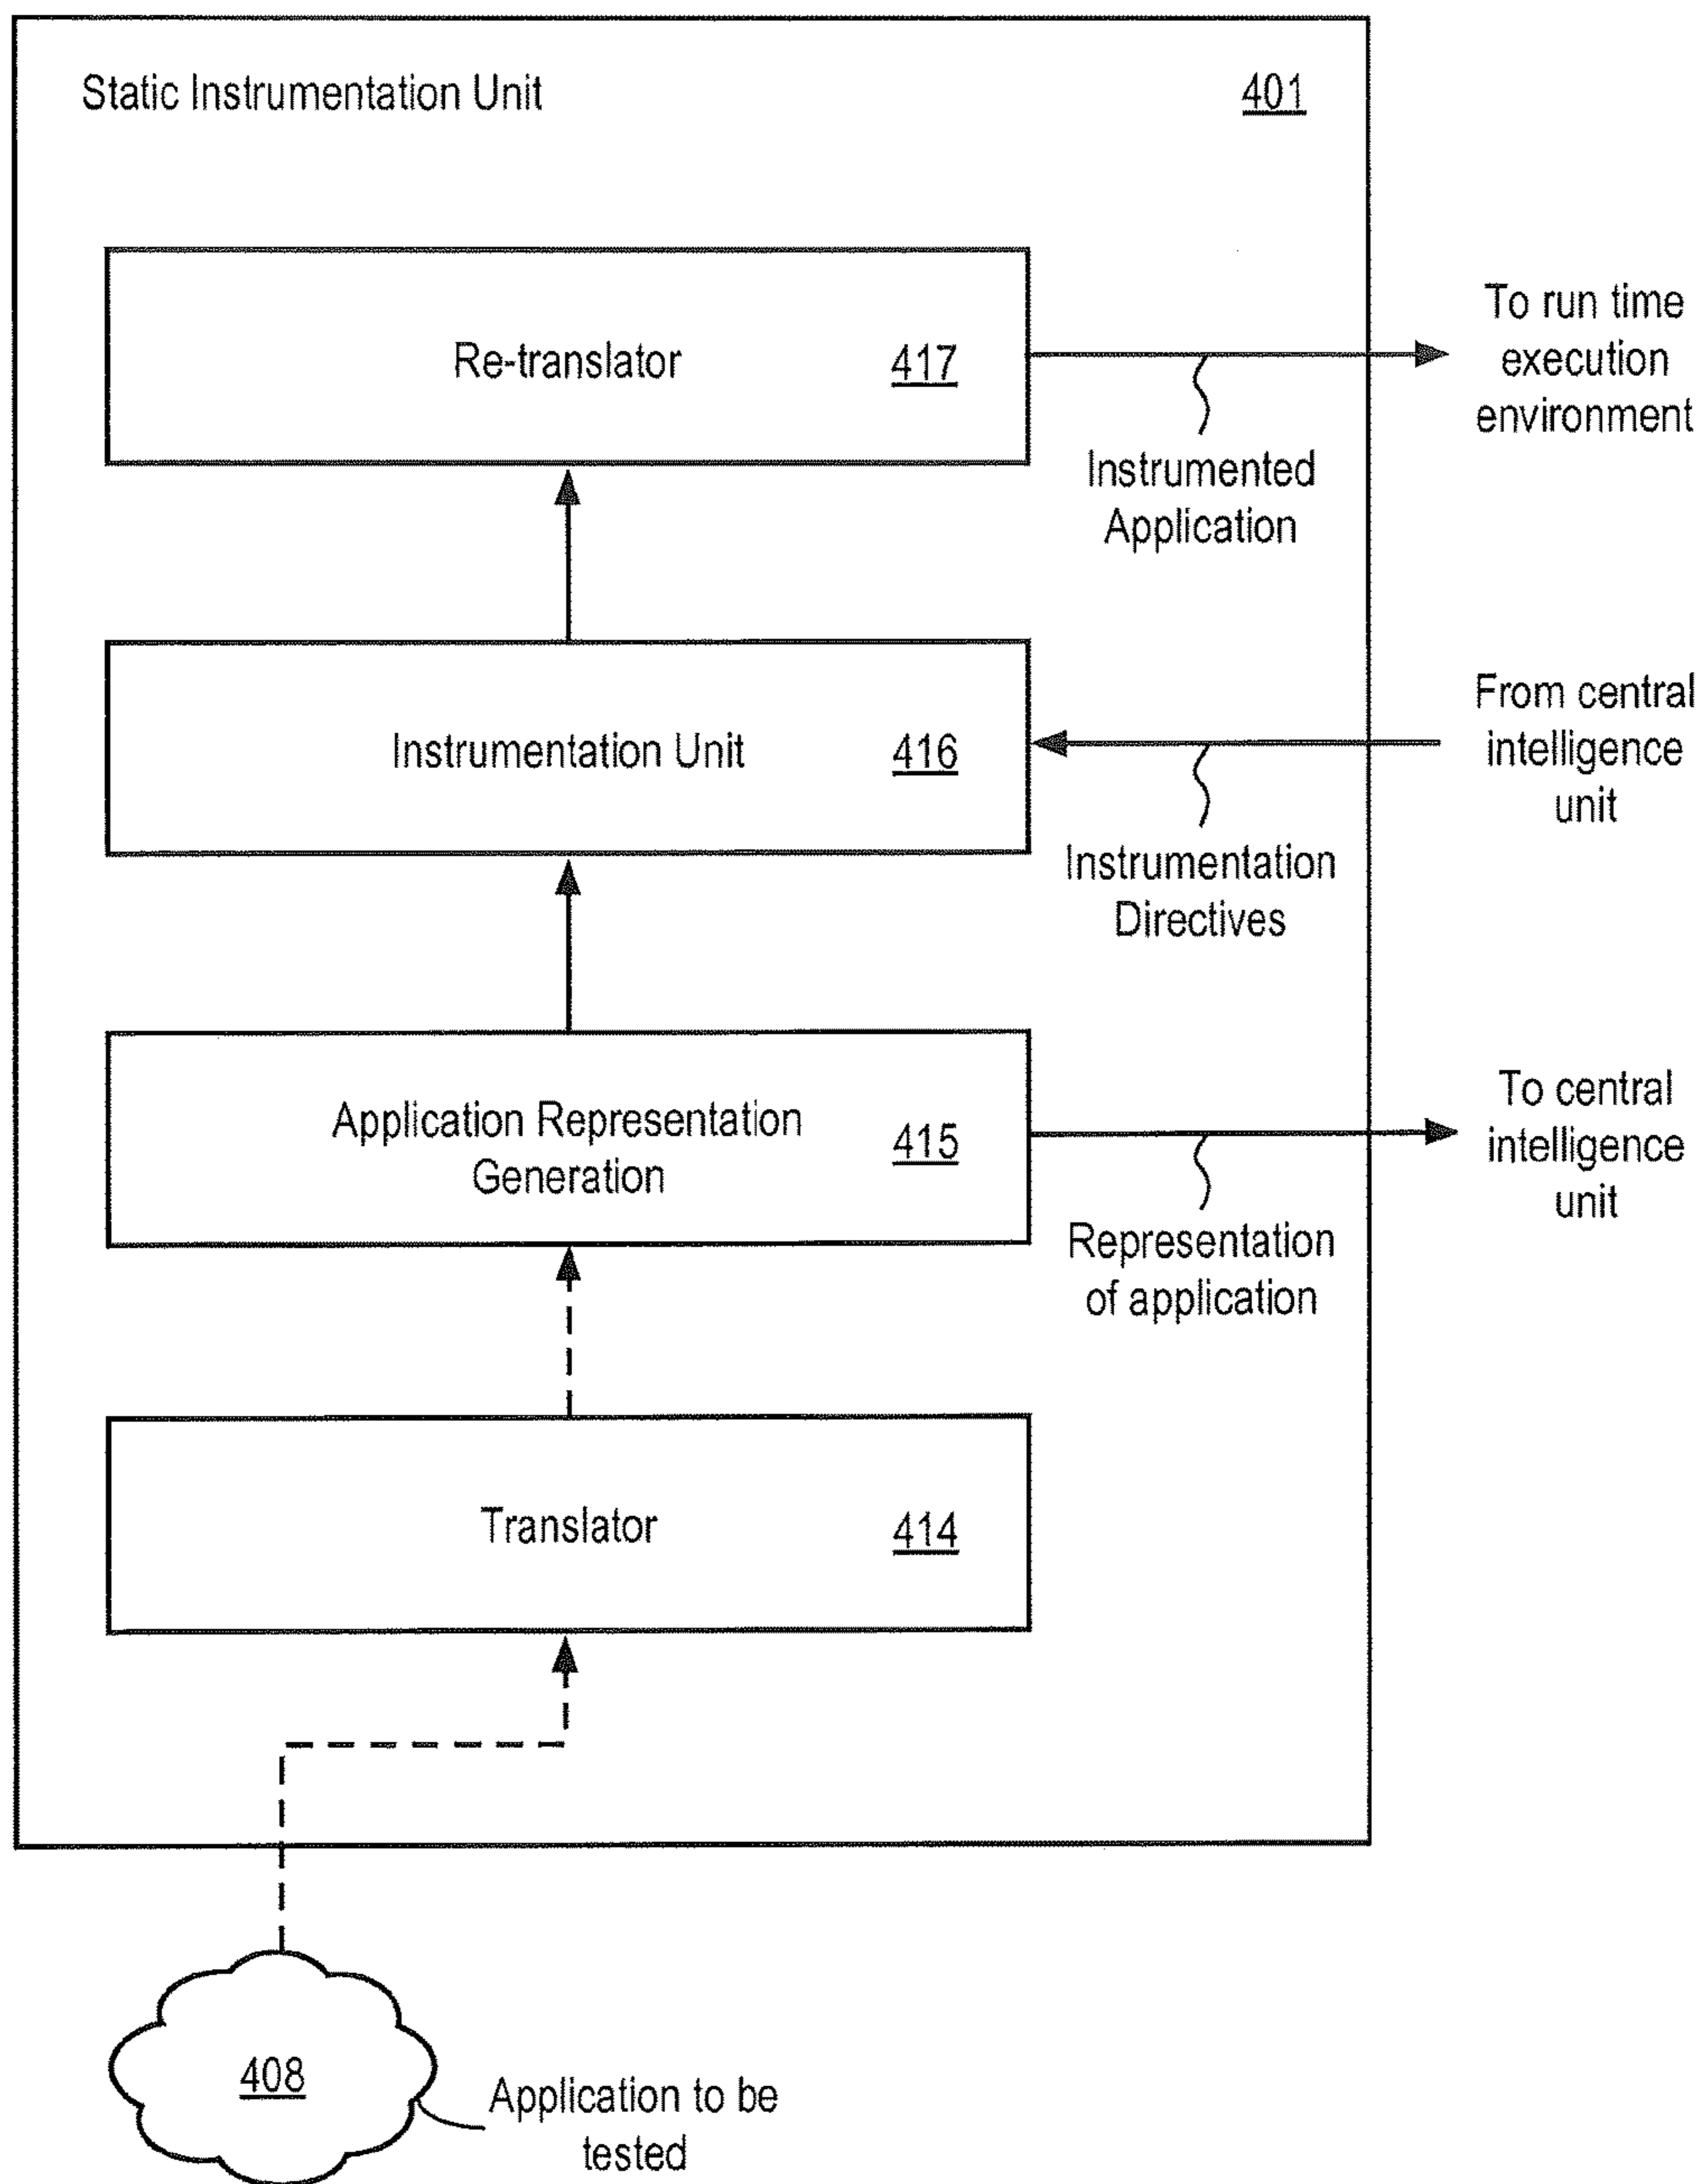 Static Instrumentation Unit 401
Re-translator 417
To run time
execution
environment
Instrumented
Application
Instrumentation Unit 416
From central
intelligence
unit
Instrumentation
Directives
Application Representation
Generation
415
To central
intelligence
unit
Representation
of application
Translator 414
408
Application to be
tested